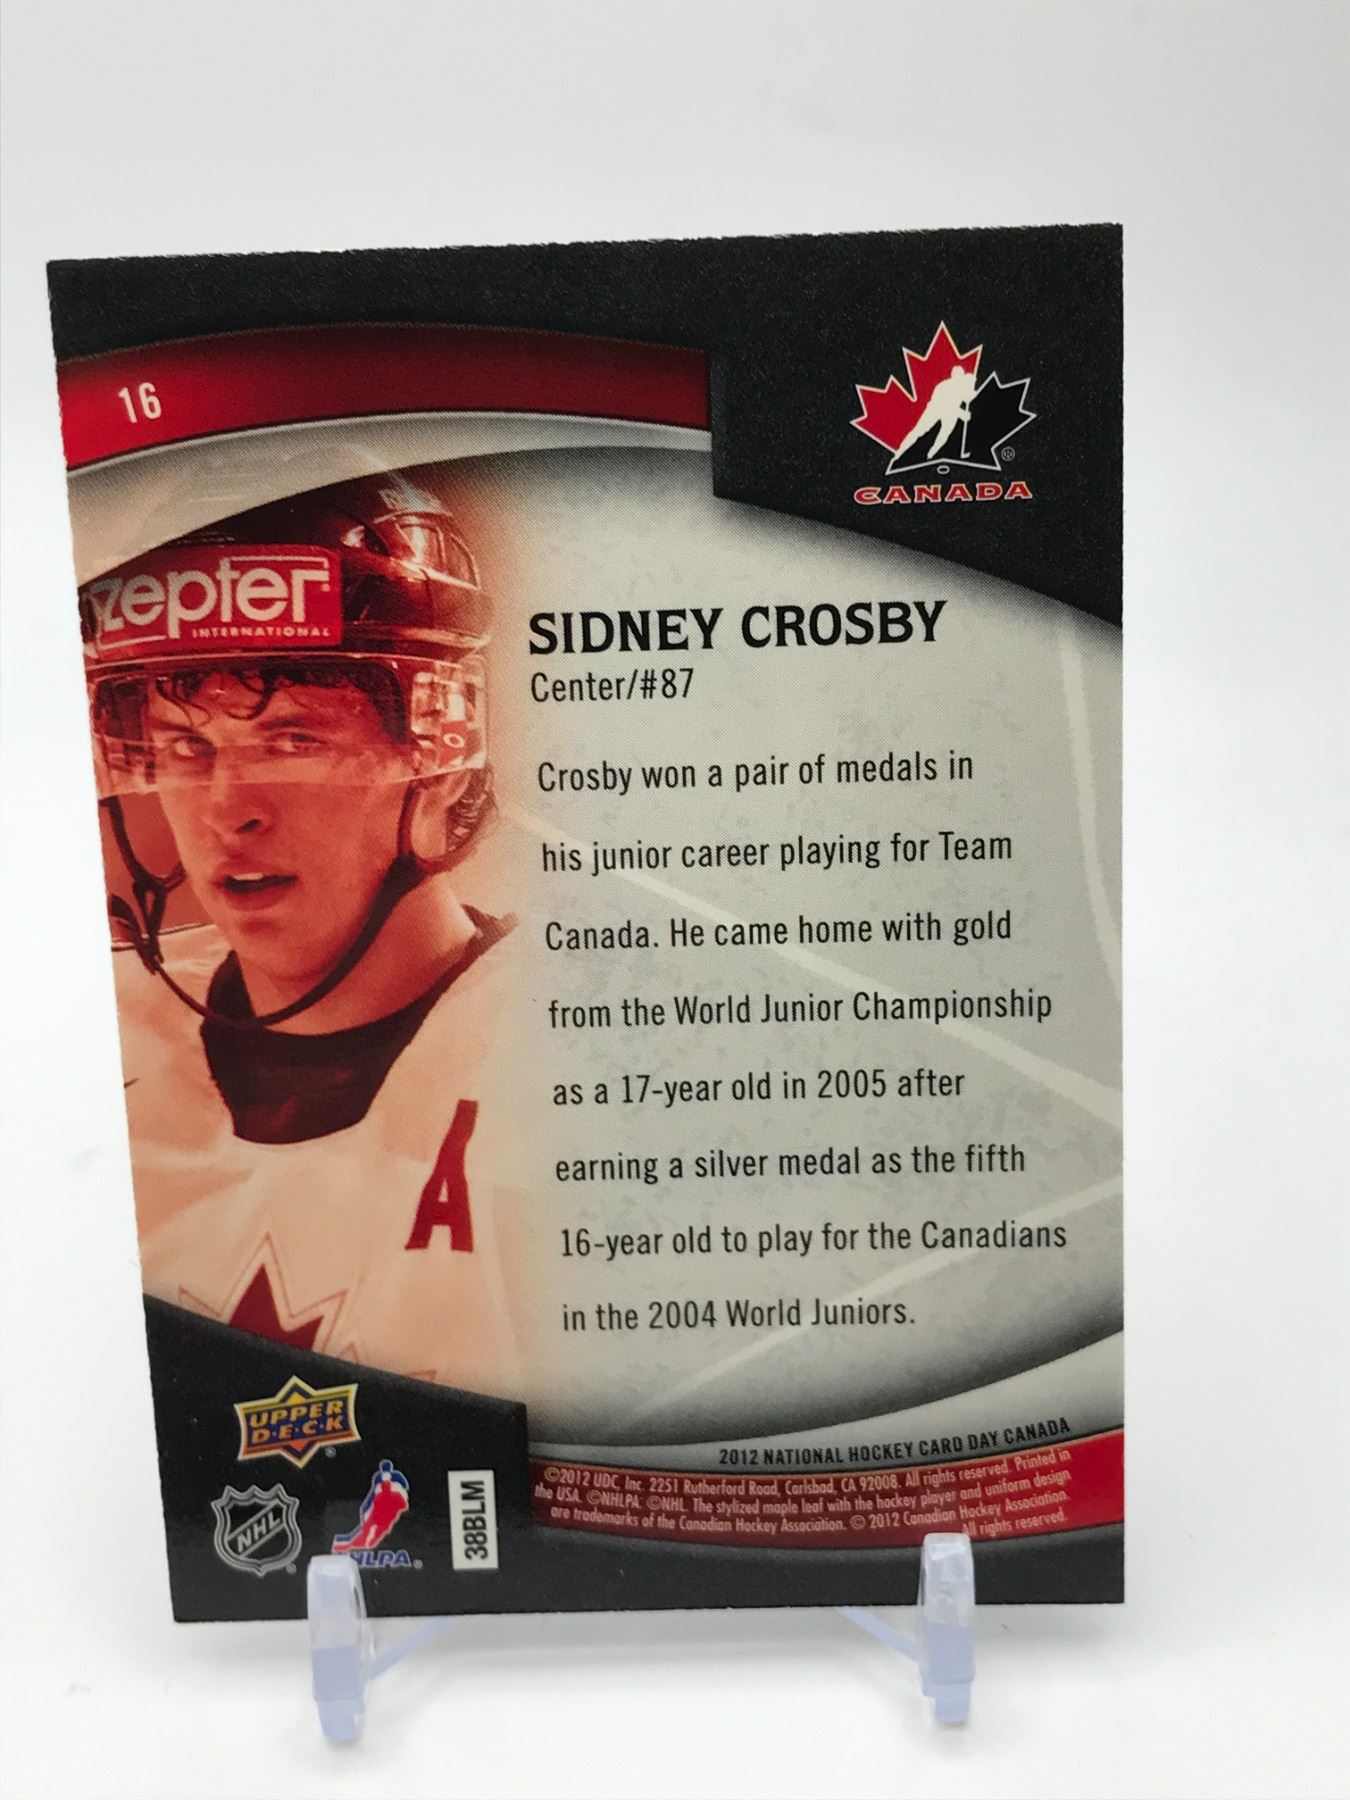 16
CANADA
zepter
INTERNATIONAL
SIDNEY CROSBY
Center/#87
Crosby won a pair of medals in
his junior career playing for Team
Canada. He came home with gold
from the World Junior Championship
as a 17-year old in 2005 after
earning a silver medal as the fifth
16-year old to play for the Canadians
in the 2004 World Juniors.
A
UPPER
D·E·C·K
NHL
NHLPA
38BLM
2012 NATIONAL HOCKEY CARD DAY CANADA
©2012 UDC, Inc. 2251 Rutherford Road, Carlsbad, CA 92008. All rights reserved. Printed in
the USA. ©NHLPA. ©NHL. The stylized maple leaf with the hockey player and uniform design
are trademarks of the Canadian Hockey Association. © 2012 Canadian Hockey Association.
All rights reserved.